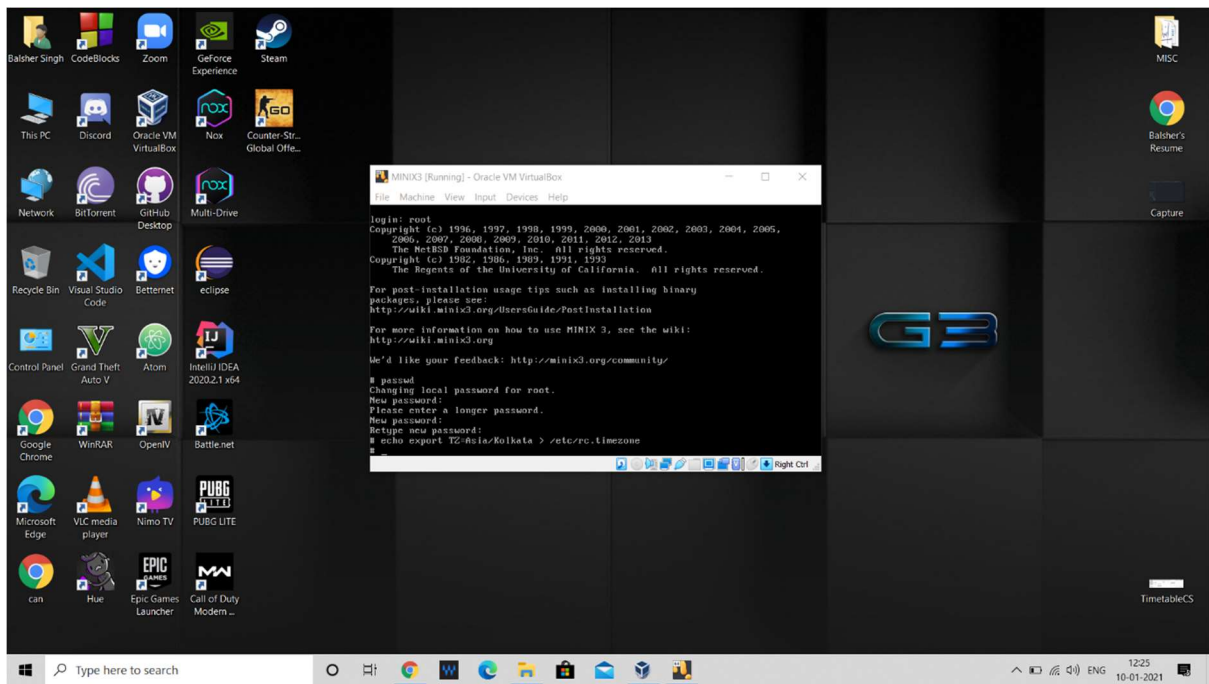 Balsher Singh
CodeBlocks
Zoom
GeForce
Experience
Steam
This PC
Discord
Oracle VM
VirtualBox
Nox
Counter-Str...
Global Offe...
GO
Network
BitTorrent
GitHub
Desktop
Multi-Drive
Recycle Bin
Visual Studio
Code
Betternet
eclipse
Control Panel
Grand Theft
Auto V
Atom
IntelliJ IDEA
2020.2.1 x64
Google
Chrome
WinRAR
OpenIV
Battle.net
Microsoft
Edge
VLC media
player
Nimo TV
PUBG LITE
can
Hue
Epic Games
Launcher
Call of Duty
Modern ...
MISC
Balsher's
Resume
Capture
TimetableCS
G3
MINIX3 [Running] - Oracle VM VirtualBox
File Machine View Input Devices Help
login: root
Copyright (c) 1996, 1997, 1998, 1999, 2000, 2001, 2002, 2003, 2004, 2005,
2006, 2007, 2008, 2009, 2010, 2011, 2012, 2013
The NetBSD Foundation, Inc. All rights reserved.
Copyright (c) 1982, 1986, 1989, 1991, 1993
The Regents of the University of California. All rights reserved.
For post-installation usage tips such as installing binary
packages, please see:
http://wiki.minix3.org/UsersGuide/PostInstallation
For more information on how to use MINIX 3, see the wiki:
http://wiki.minix3.org
We'd like your feedback: http://minix3.org/community/
# passwd
Changing local password for root.
New password:
Please enter a longer password.
New password:
Retype new password:
# echo export TZ=Asia/Kolkata > /etc/rc.timezone
# _
Right Ctrl
Type here to search
ENG
12:25
10-01-2021